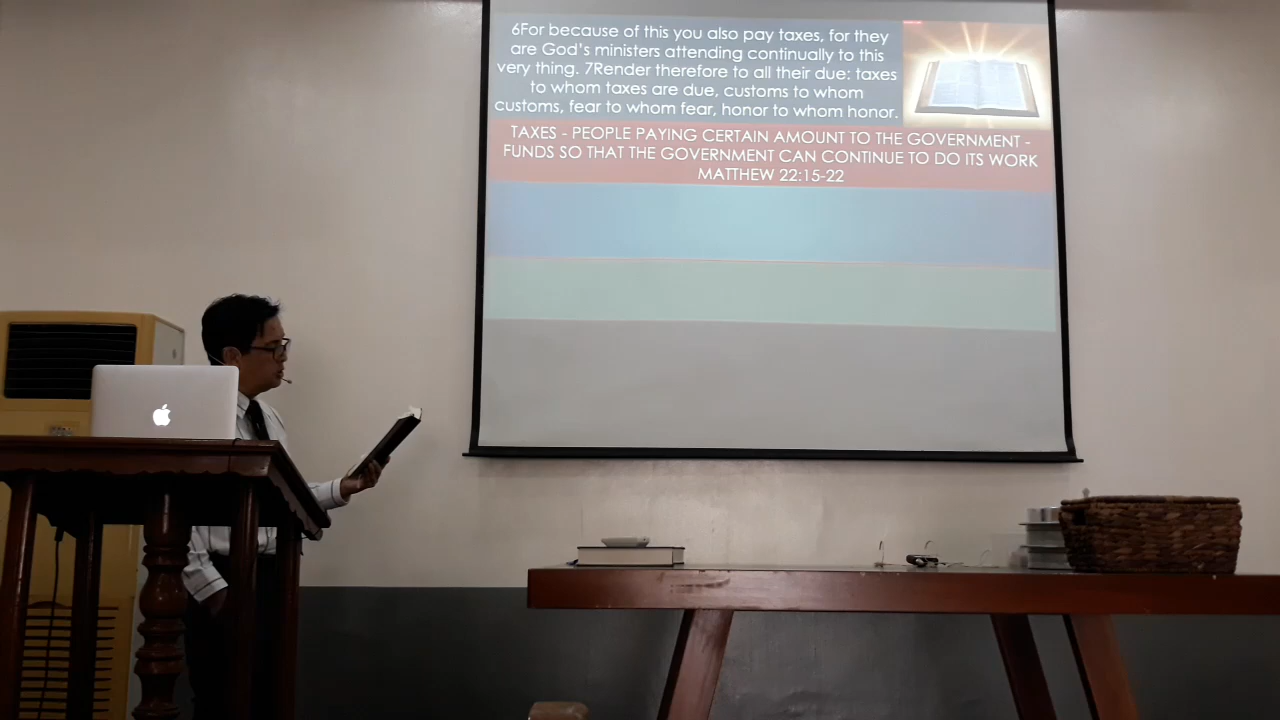 6For because of this you also pay taxes, for they
are God's ministers attending continually to this
very thing. 7Render therefore to all their due: taxes
to whom taxes are due, customs to whom
customs, fear to whom fear, honor to whom honor.
TAXES - PEOPLE PAYING CERTAIN AMOUNT TO THE GOVERNMENT -
FUNDS SO THAT THE GOVERNMENT CAN CONTINUE TO DO ITS WORK
MATTHEW 22:15-22